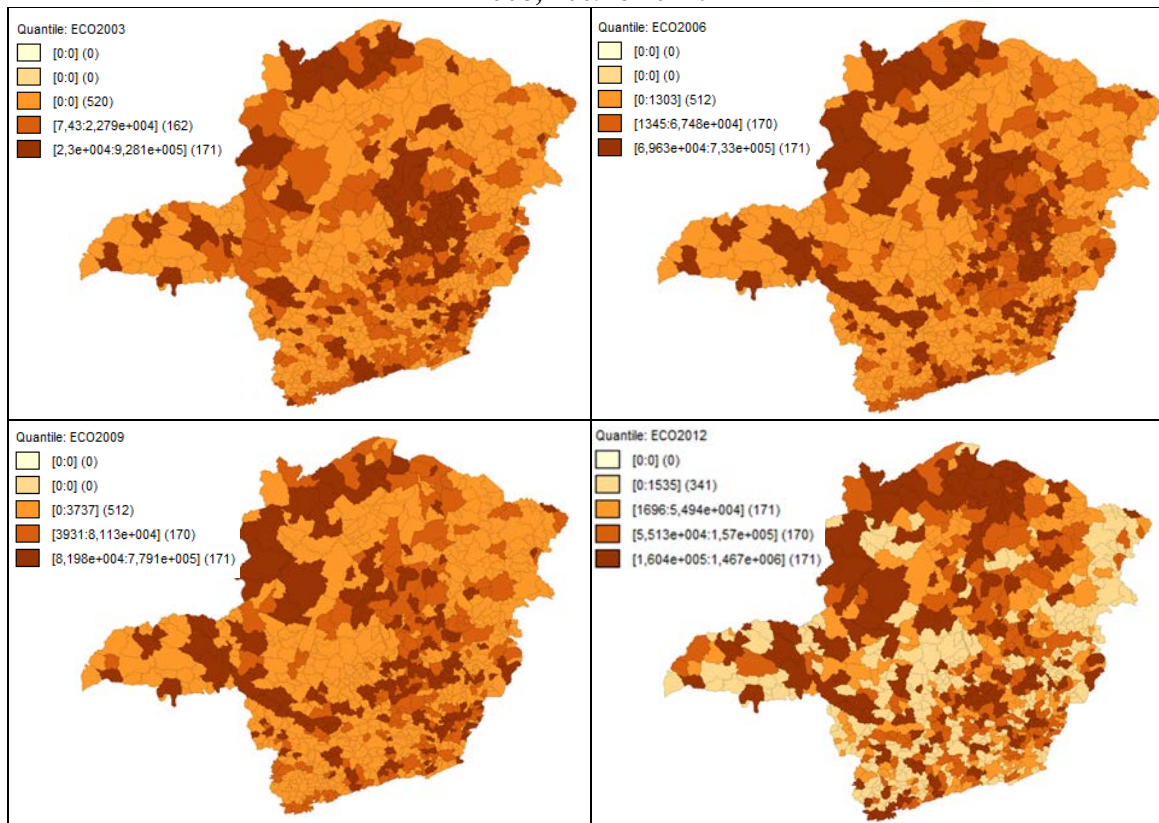 Quantile: ECO2003
[0:0] (0)
[0:0] (0)
[0:0] (520)
[7,43:2,279e+004] (162)
[2,3e+004:9,281e+005] (171)
Quantile: ECO2006
[0:0] (0)
[0:0] (0)
[0:1303] (512)
[1345:6,748e+004] (170)
[6,963e+004:7,33e+005] (171)
Quantile: ECO2009
[0:0] (0)
[0:0] (0)
[0:3737] (512)
[3931:8,113e+004] (170)
[8,198e+004:7,791e+005] (171)
Quantile: ECO2012
[0:0] (0)
[0:1535] (341)
[1696:5,494e+004] (171)
[5,513e+004:1,57e+005] (170)
[1,604e+005:1,467e+006] (171)